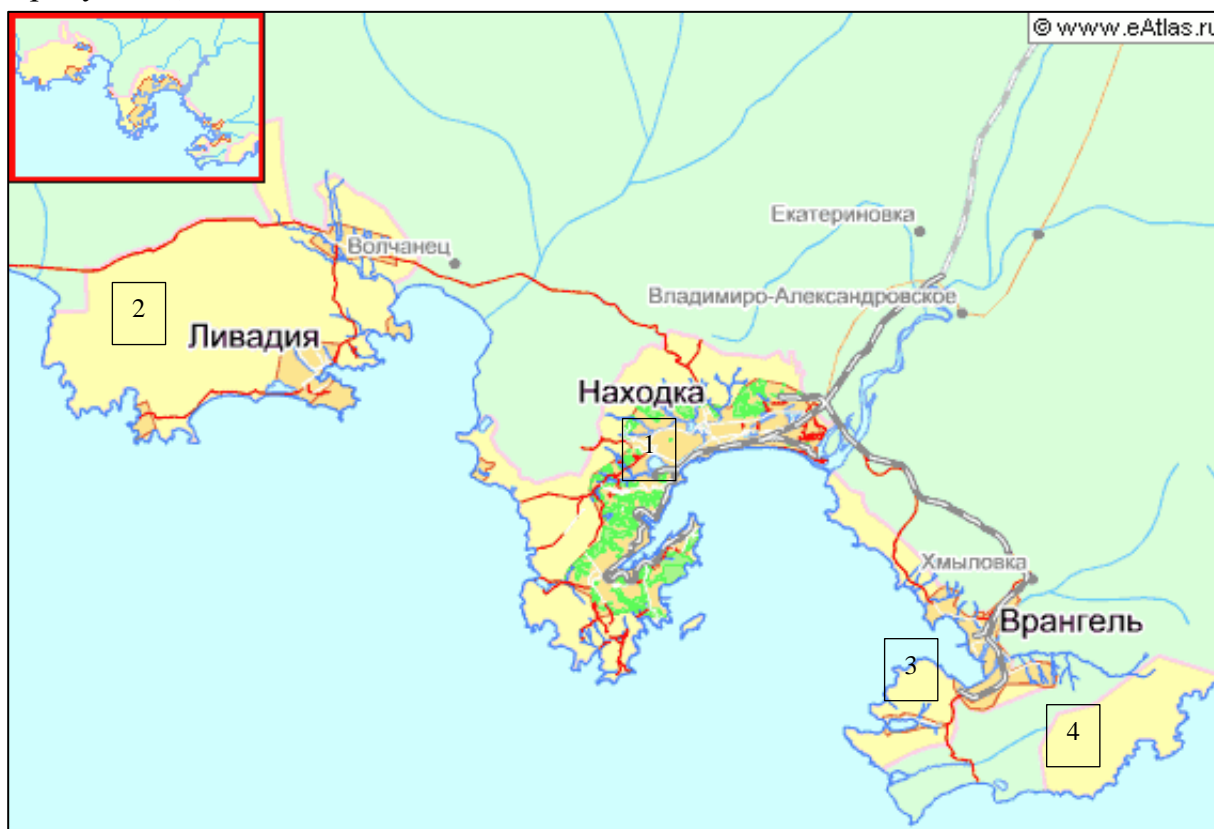 © www.eAtlas.ru
Екатериновка
Волчанец
Владимиро-Александровское
2
Ливадия
Находка
1
Хмыловка
Врангель
3
4